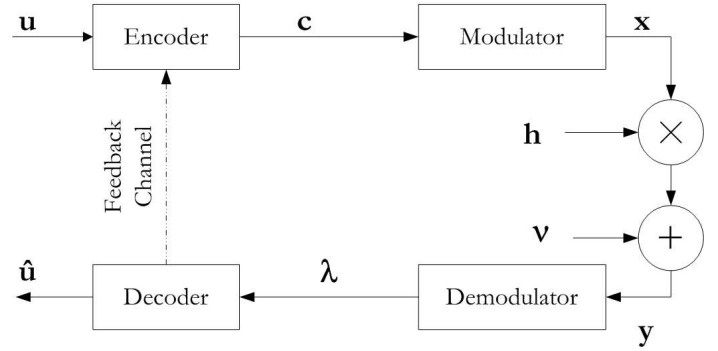 u
Encoder
c
Modulator
x
h
×
Feedback
Channel
ν
+
û
Decoder
λ
Demodulator
y